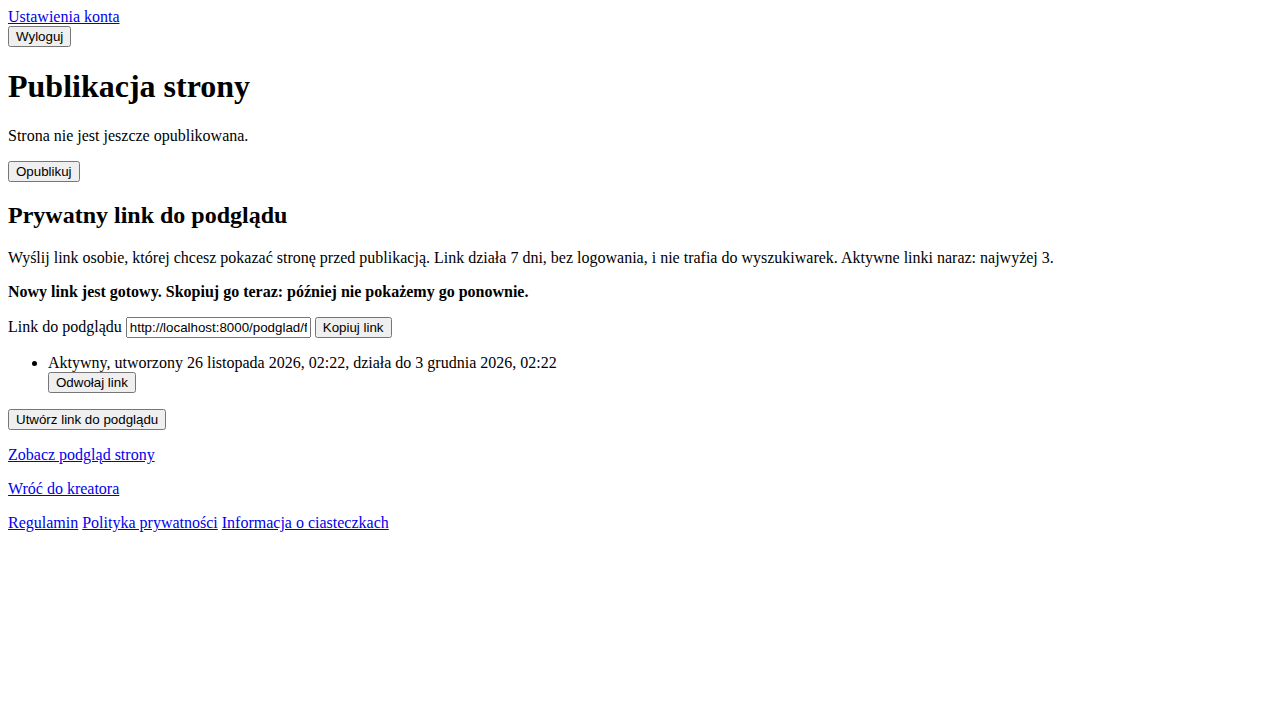 Ustawienia konta
Wyloguj
Publikacja strony
Strona nie jest jeszcze opublikowana.
Opublikuj
Prywatny link do podglądu
Wyślij link osobie, której chcesz pokazać stronę przed publikacją. Link działa 7 dni, bez logowania, i nie trafia do wyszukiwarek. Aktywne linki naraz: najwyżej 3.
Nowy link jest gotowy. Skopiuj go teraz: później nie pokażemy go ponownie.
Link do podglądu http://localhost:8000/podglad/f Kopiuj link
Aktywny, utworzony 26 listopada 2026, 02:22, działa do 3 grudnia 2026, 02:22
Odwołaj link
Utwórz link do podglądu
Zobacz podgląd strony
Wróć do kreatora
Regulamin Polityka prywatności Informacja o ciasteczkach